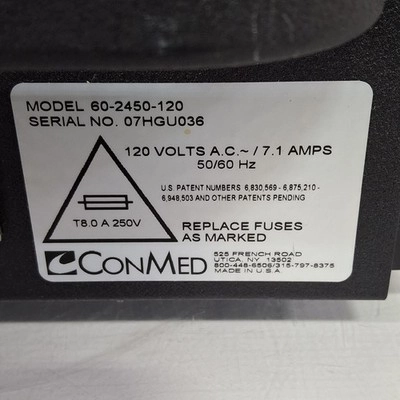 MODEL 60-2450-120
SERIAL NO. 07HGU036
120 VOLTS A.C.~ / 7.1 AMPS
50/60 Hz
U.S. PATENT NUMBERS 6,830,569 - 6,875,210 -
6,948,503 AND OTHER PATENTS PENDING
T8.0 A 250V
REPLACE FUSES
AS MARKED
CONMED
525 FRENCH ROAD
UTICA, NY 13502
800-448-6506/315-797-8375
MADE IN U.S.A.